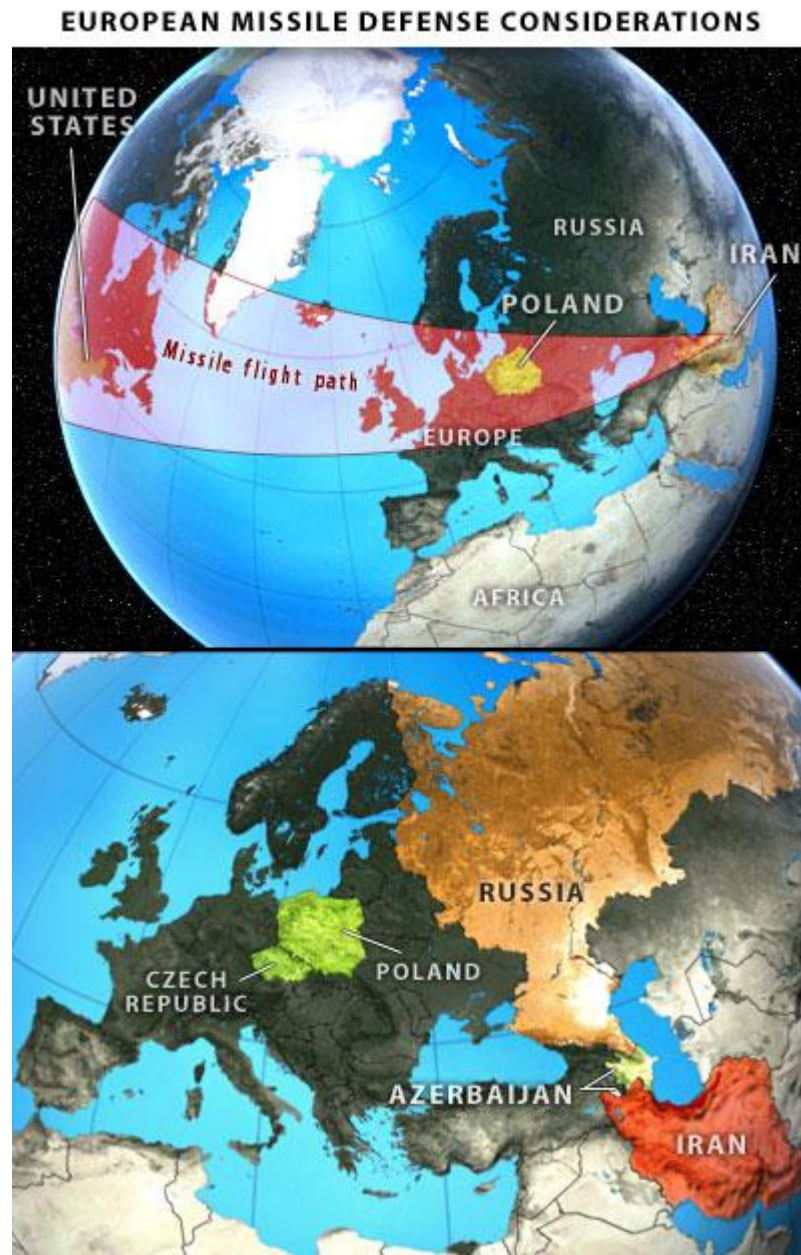 EUROPEAN MISSILE DEFENSE CONSIDERATIONS
UNITED
STATES
RUSSIA
IRAN
POLAND
Missile flight path
EUROPE
AFRICA
RUSSIA
CZECH
REPUBLIC
POLAND
AZERBAIJAN
IRAN